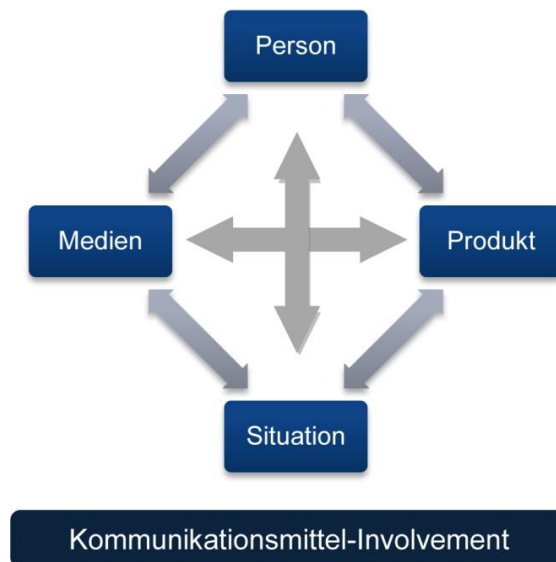 Person
Medien
Produkt
Situation
Kommunikationsmittel-Involvement